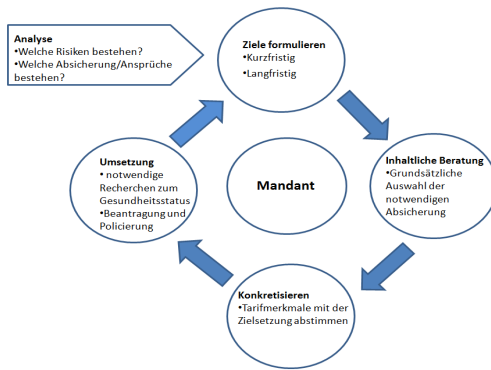 Analyse
•Welche Risiken bestehen?
•Welche Absicherung/Ansprüche
bestehen?
Ziele formulieren
•Kurzfristig
•Langfristig
Inhaltliche Beratung
•Grundsätzliche
Auswahl der
notwendigen
Absicherung
Konkretisieren
•Tarifmerkmale mit der
Zielsetzung abstimmen
Umsetzung
• notwendige
Recherchen zum
Gesundheitsstatus
•Beantragung und
Policierung
Mandant